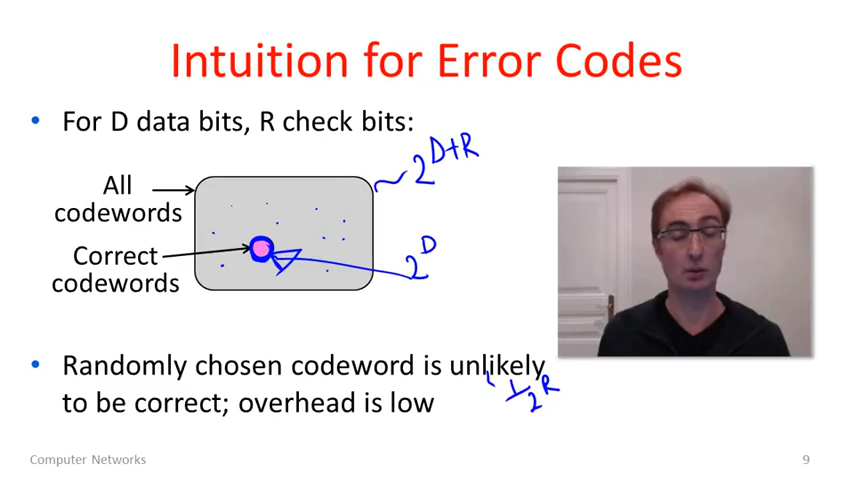 Intuition for Error Codes
• For D data bits, R check bits:
2^{D+R}
All
codewords
Correct
codewords
2^D
• Randomly chosen codeword is unlikely
to be correct; overhead is low
1/2^R
Computer Networks
9